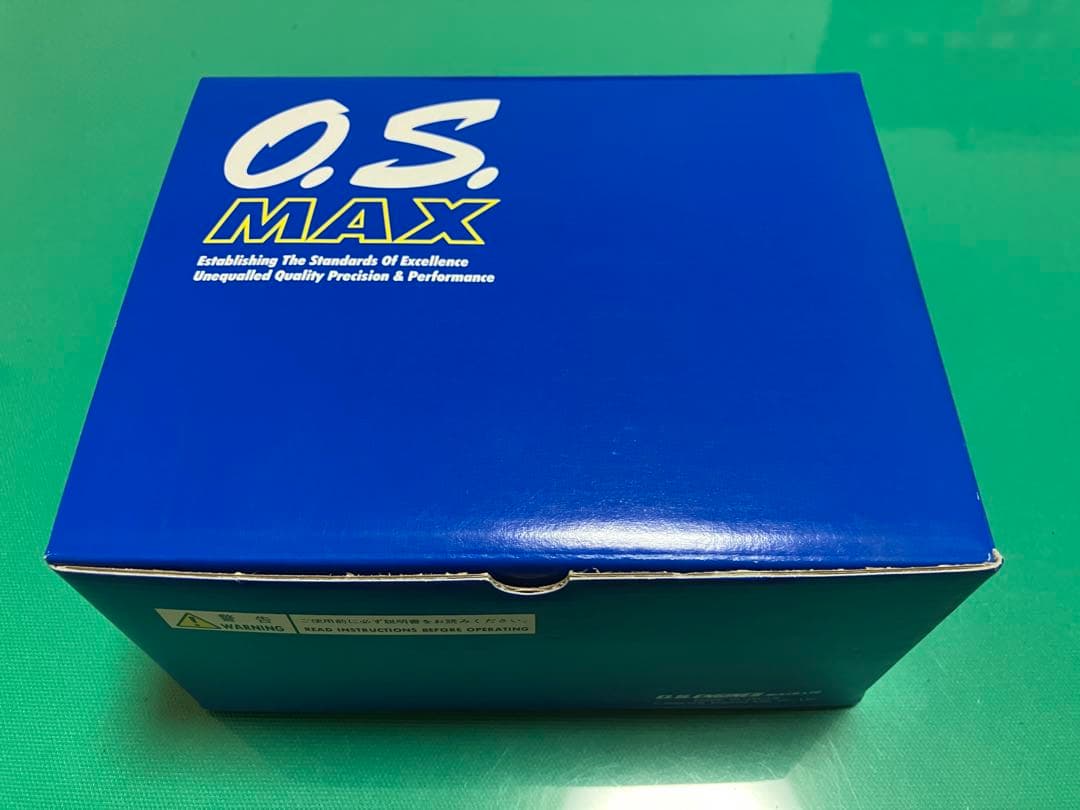 O.S.
MAX
Establishing The Standards Of Excellence
Unequalled Quality Precision & Performance
警 告
WARNING
ご使用前に必ず説明書をお読みください。
READ INSTRUCTIONS BEFORE OPERATING
O.S. ENGINES